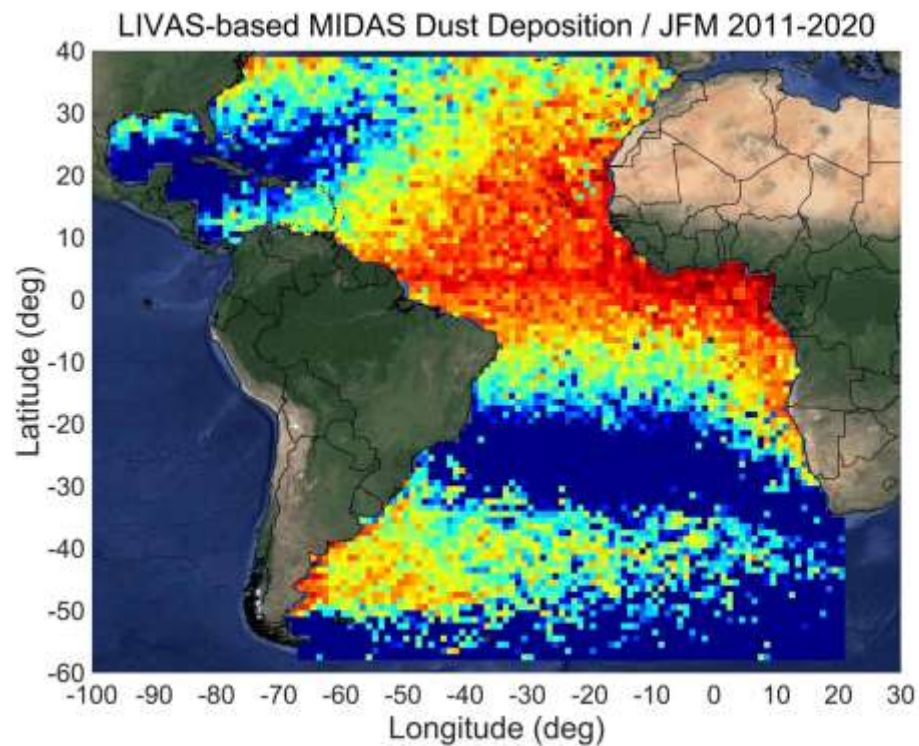 LIVAS-based MIDAS Dust Deposition / JFM 2011-2020
40
30
20
10
0
-10
-20
-30
-40
-50
-60
Latitude (deg)
-100 -90 -80 -70 -60 -50 -40 -30 -20 -10 0 10 20 30
Longitude (deg)